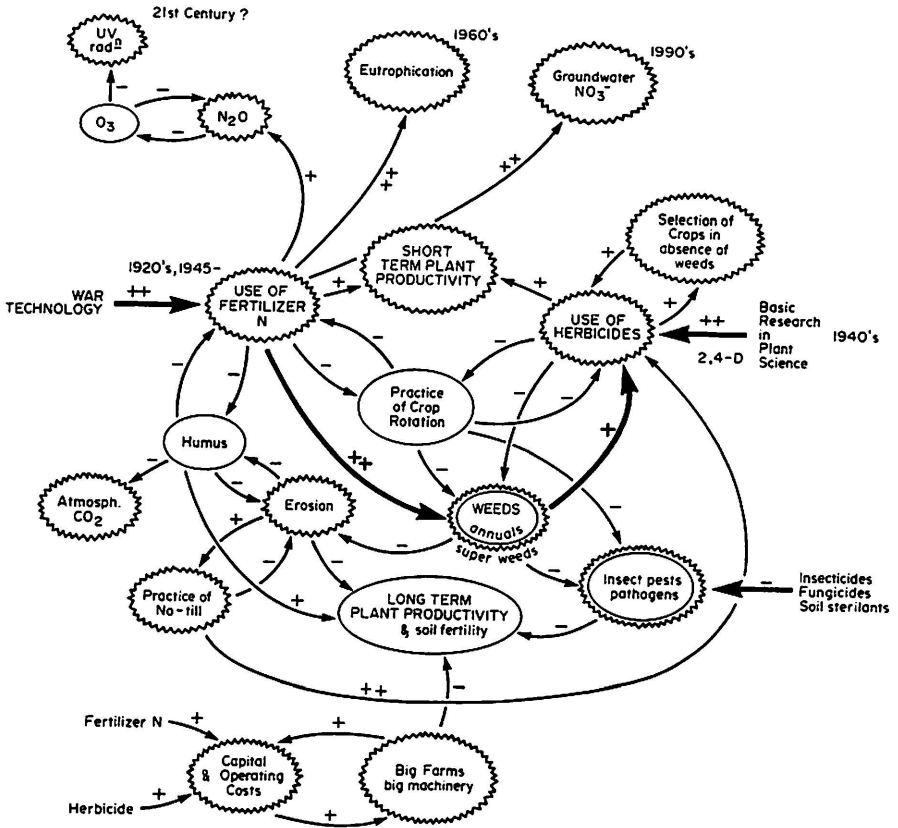 21st Century ?
UV
radn
−
O3
−
−
N2O
+
1960's
Eutrophication
++
1990's
Groundwater
NO3−
++
Selection of
Crops in
absence of
weeds
+
+
1920's, 1945-
WAR
TECHNOLOGY
++
USE OF
FERTILIZER
N
+
SHORT
TERM PLANT
PRODUCTIVITY
+
USE OF
HERBICIDES
++
2,4-D
Basic
Research
in
Plant
Science
1940's
−
−
−
−
−
−
−
Practice
of Crop
Rotation
+
++
Humus
−
−
−
−
−
−
Atmosph.
CO2
Erosion
WEEDS
annuals
super weeds
+
−
−
−
−
Practice of
No-till
+
LONG TERM
PLANT PRODUCTIVITY
& soil fertility
−
Insect pests
pathogens
−
Insecticides
Fungicides
Soil sterilants
++
−
Fertilizer N
+
+
Capital
& Operating
Costs
Big Farms
big machinery
Herbicide
+
+